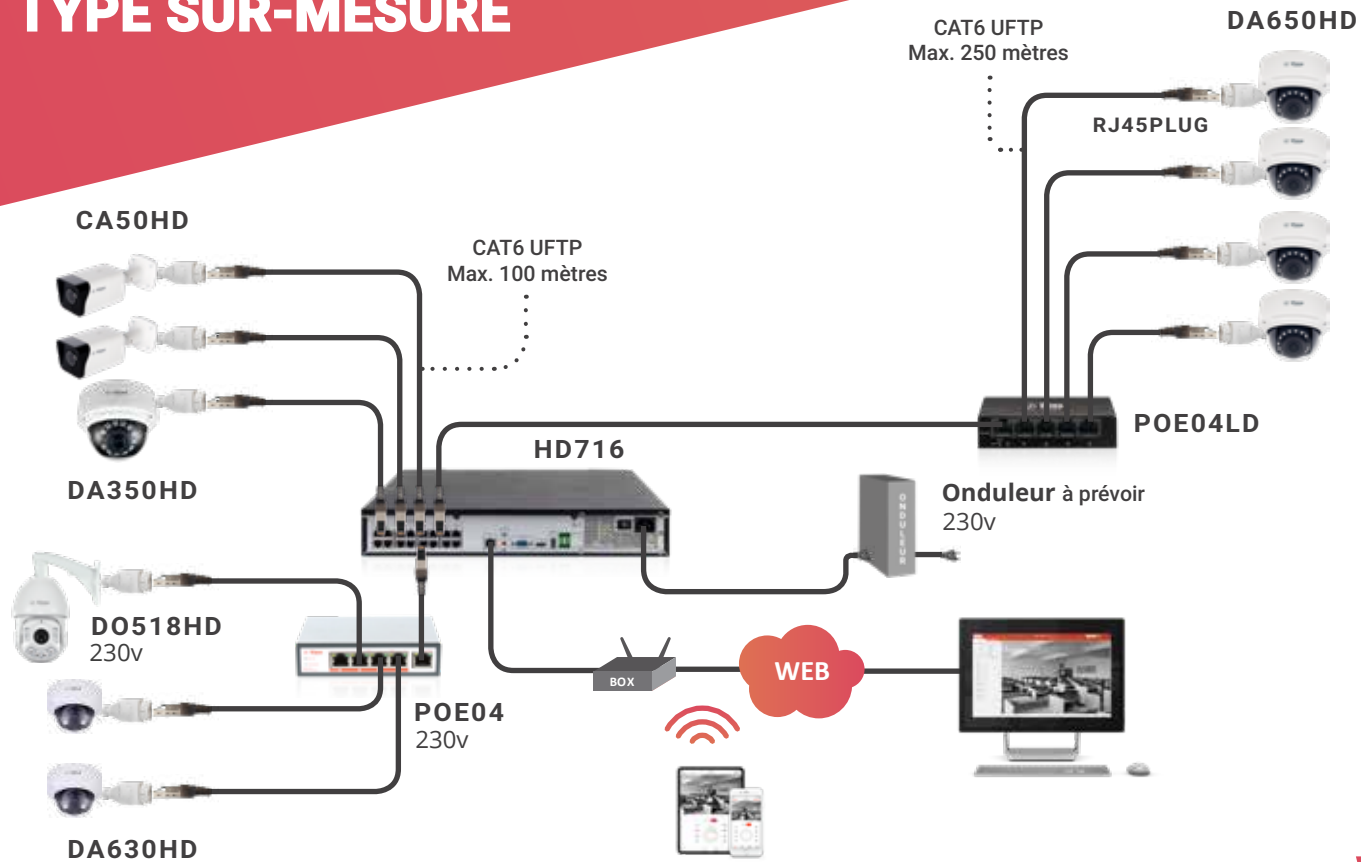 TYPE SUR-MESURE
CAT6 UFTP
Max. 250 mètres
DA650HD
RJ45PLUG
CA50HD
CAT6 UFTP
Max. 100 mètres
DA350HD
HD716
POE04LD
Onduleur à prévoir
230v
ONDULEUR
DO518HD
230v
POE04
230v
BOX
WEB
DA630HD